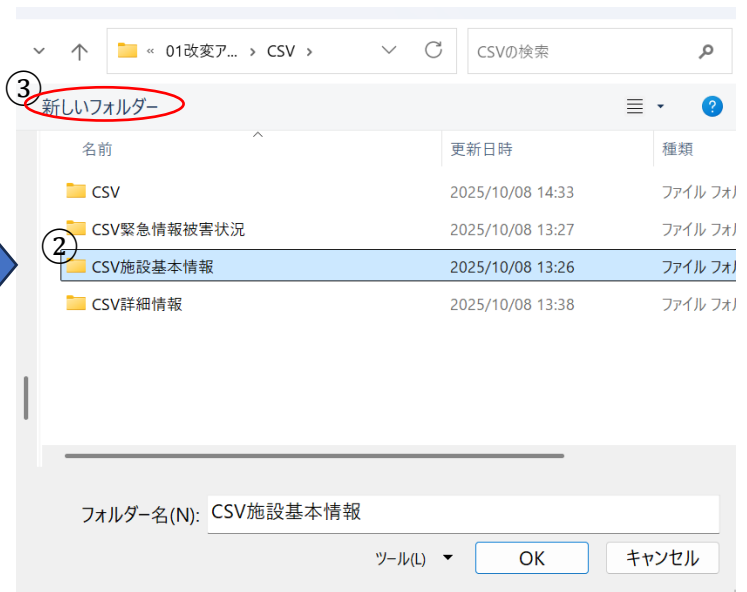 « 01改変ア... › CSV ›
CSVの検索
③
新しいフォルダー
名前 更新日時 種類
CSV 2025/10/08 14:33 ファイル フォル
CSV緊急情報被害状況 2025/10/08 13:27 ファイル フォル
②
CSV施設基本情報 2025/10/08 13:26 ファイル フォル
CSV詳細情報 2025/10/08 13:38 ファイル フォル
フォルダー名(N): CSV施設基本情報
ツール(L) OK キャンセル